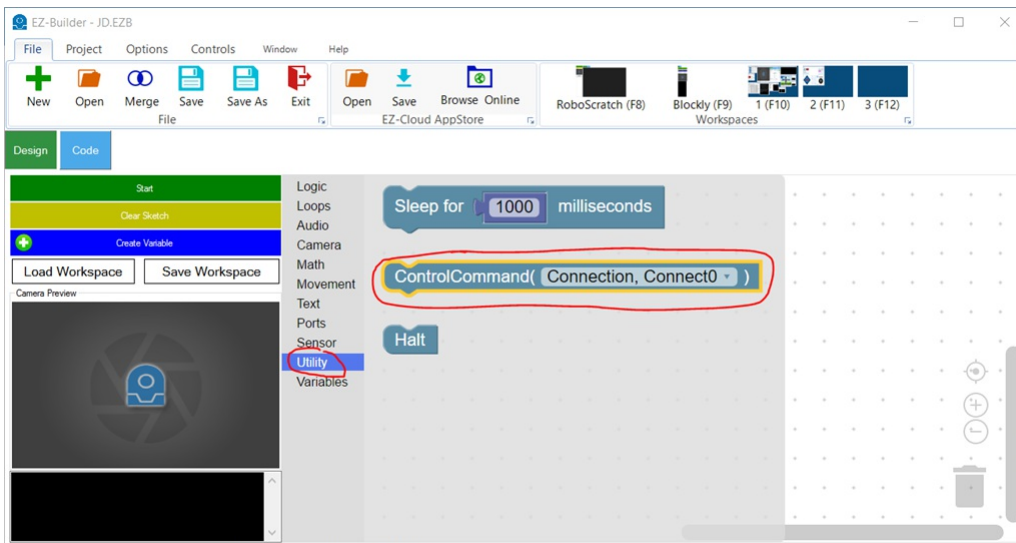 EZ-Builder - JD.EZB
File Project Options Controls Window Help
New Open Merge Save Save As Exit Open Save Browse Online RoboScratch (F8) Blockly (F9) 1 (F10) 2 (F11) 3 (F12)
File EZ-Cloud AppStore Workspaces
Design Code
Start
Clear Sketch
Create Variable
Load Workspace Save Workspace
Camera Preview
Logic
Loops
Audio
Camera
Math
Movement
Text
Ports
Sensor
Utility
Variables
Sleep for 1000 milliseconds
ControlCommand( Connection, Connect0 )
Halt